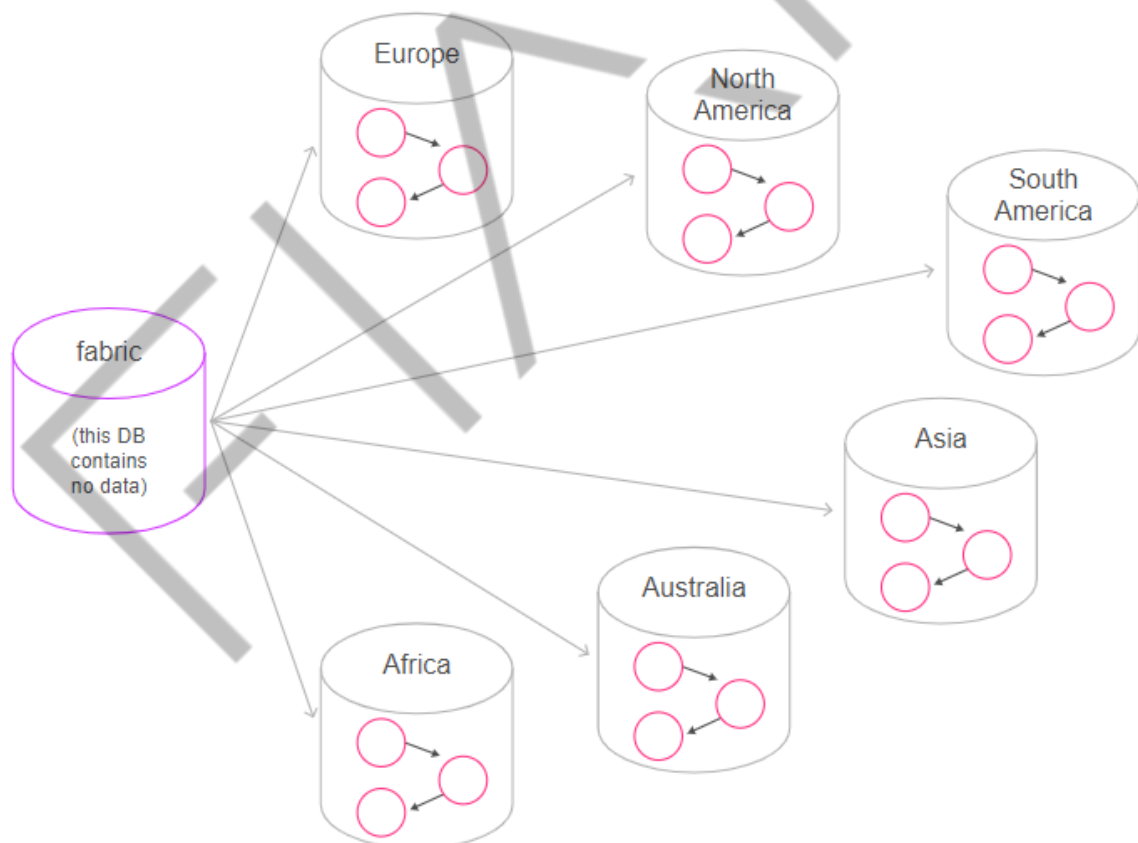 Europe
North
America
South
America
fabric
(this DB
contains
no data)
Asia
Australia
Africa